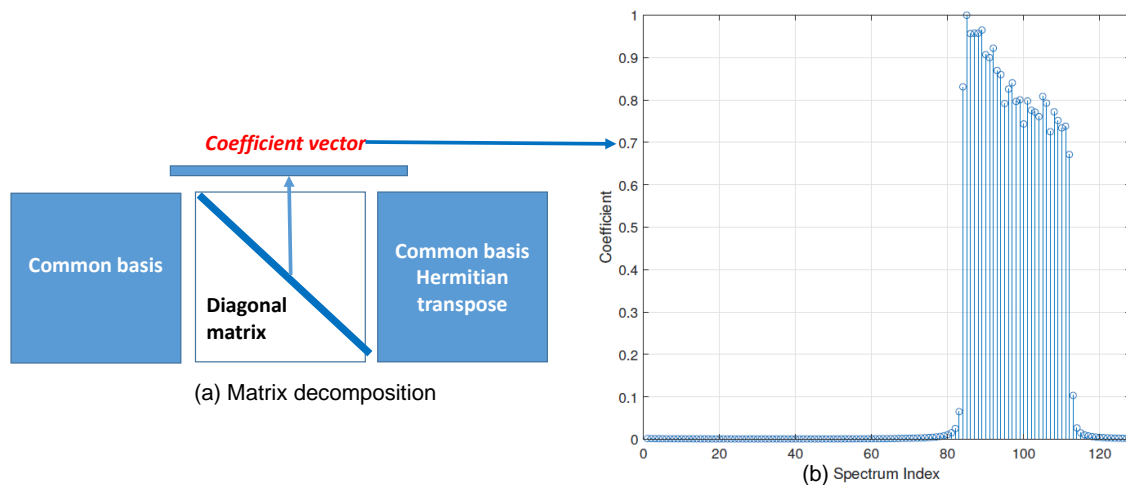 Coefficient vector
Common basis
Diagonal
matrix
Common basis
Hermitian
transpose
(a) Matrix decomposition
1
0.9
0.8
0.7
0.6
0.5
0.4
0.3
0.2
0.1
0
Coefficient
0
20
40
60
80
100
120
(b) Spectrum Index